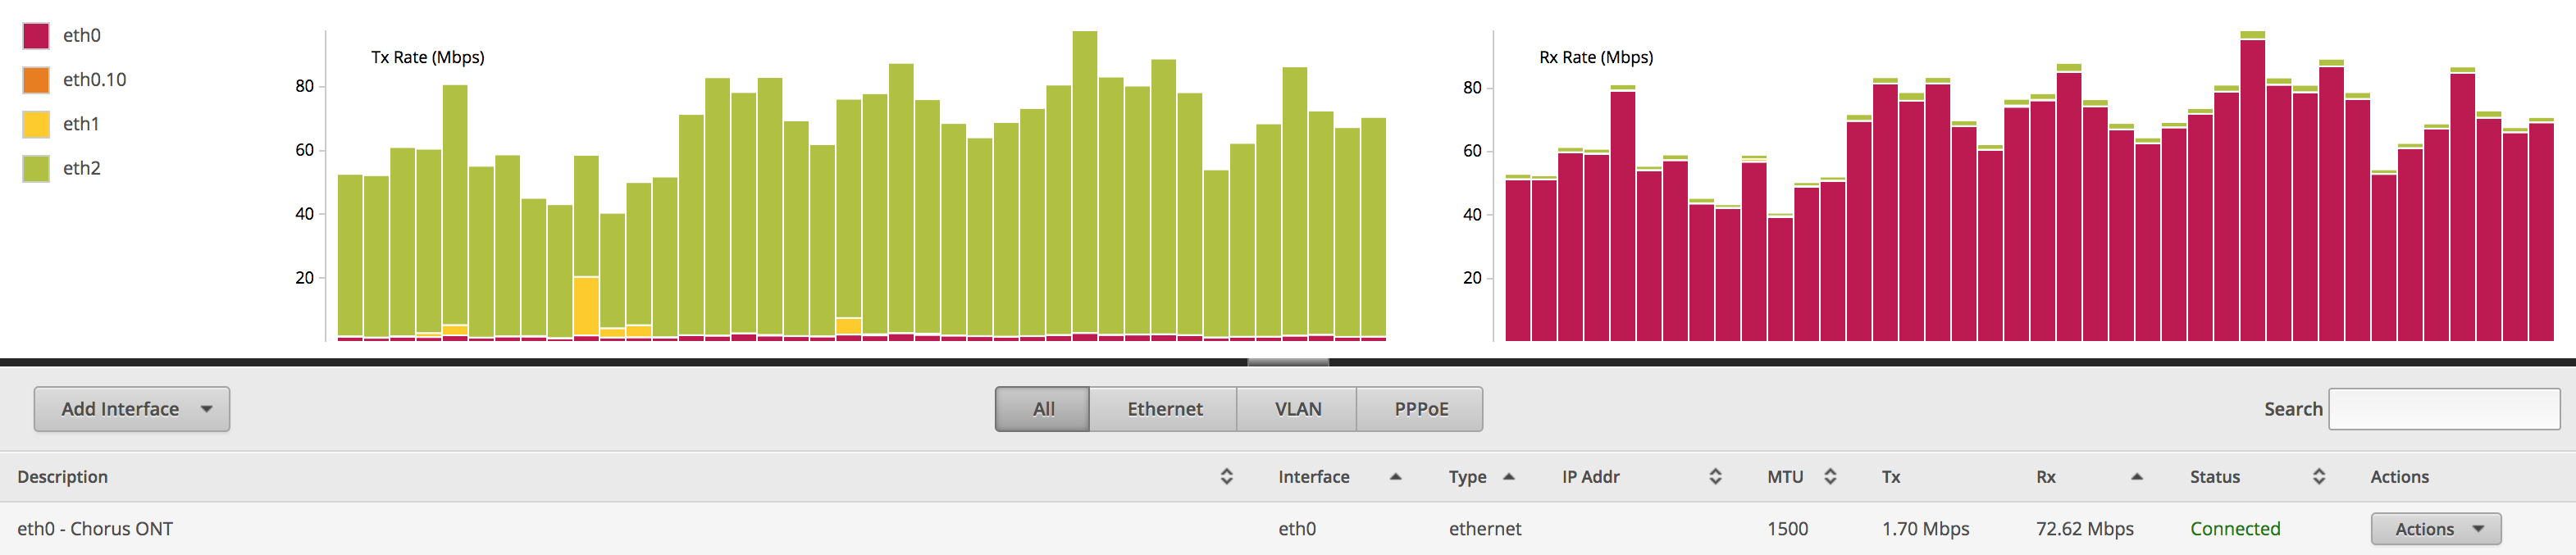 eth0
eth0.10
eth1
eth2
Tx Rate (Mbps)
80
60
40
20
Rx Rate (Mbps)
80
60
40
20
Add Interface
All Ethernet VLAN PPPoE
Search
Description Interface Type IP Addr MTU Tx Rx Status Actions
eth0 - Chorus ONT eth0 ethernet 1500 1.70 Mbps 72.62 Mbps Connected Actions